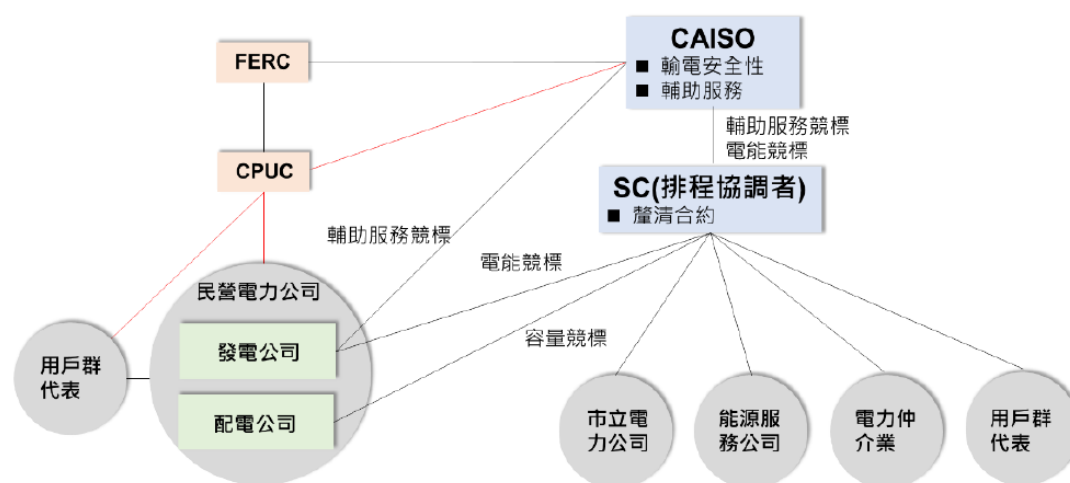 CAISO
■ 輸電安全性
■ 輔助服務
FERC
輔助服務競標
電能競標
CPUC
SC(排程協調者)
■ 釐清合約
輔助服務競標
電能競標
民營電力公司
發電公司
容量競標
用戶群
代表
配電公司
市立電
力公司
能源服
務公司
電力仲
介業
用戶群
代表